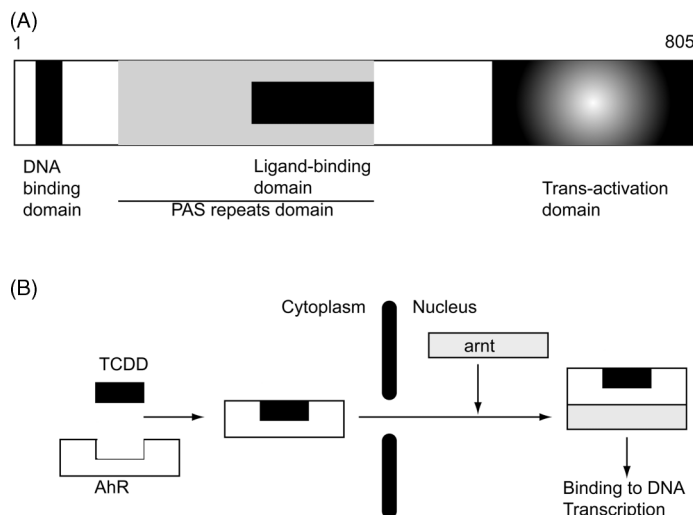 (A)
1 805
DNA
binding
domain
Ligand-binding
domain
PAS repeats domain
Trans-activation
domain
(B)
Cytoplasm Nucleus
arnt
TCDD
AhR
Binding to DNA
Transcription